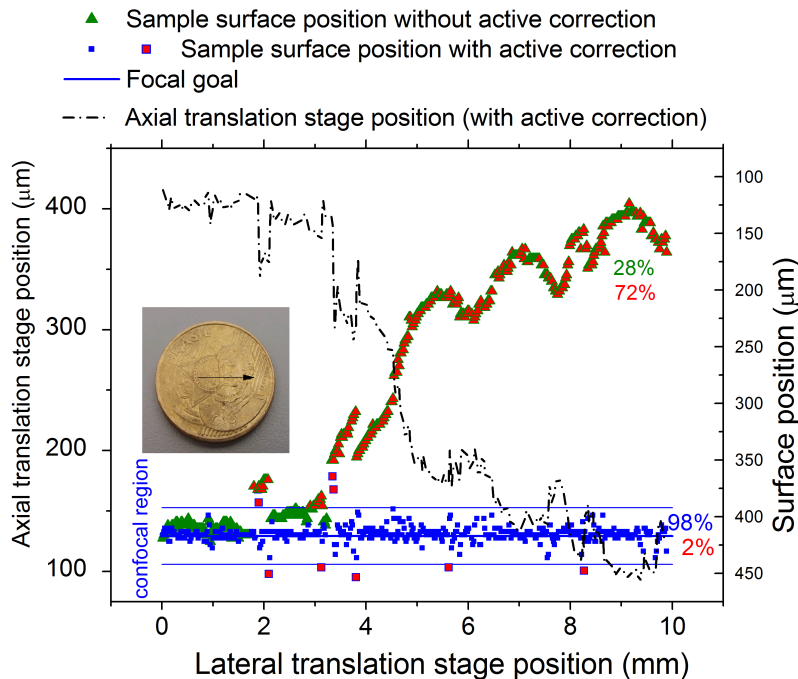 Sample surface position without active correction
Sample surface position with active correction
Focal goal
Axial translation stage position (with active correction)
Axial translation stage position (μm)
400
300
200
100
100
150
200
250
300
350
400
450
Surface position (μm)
28%
72%
confocal region
98%
2%
0
2
4
6
8
10
Lateral translation stage position (mm)